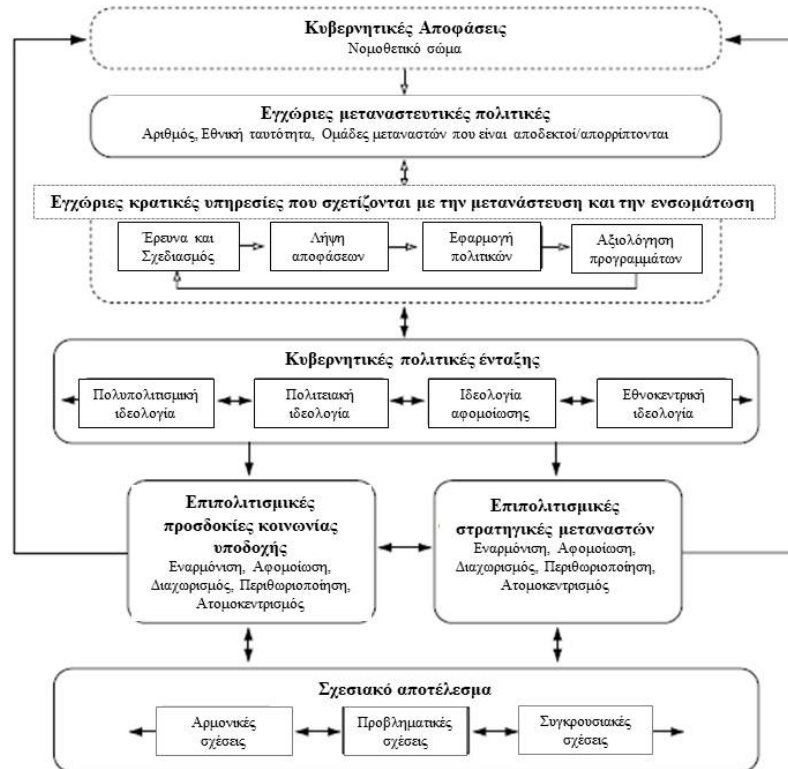 Κυβερνητικές Αποφάσεις
Νομοθετικό σώμα
Εγχώριες μεταναστευτικές πολιτικές
Αριθμός, Εθνική ταυτότητα, Ομάδες μεταναστών που είναι αποδεκτοί/απορρίπτονται
Εγχώριες κρατικές υπηρεσίες που σχετίζονται με την μετανάστευση και την ενσωμάτωση
Έρευνα και
Σχεδιασμός
Λήψη
αποφάσεων
Εφαρμογή
πολιτικών
Αξιολόγηση
προγραμμάτων
Κυβερνητικές πολιτικές ένταξης
Πολυπολιτισμική
ιδεολογία
Πολιτειακή
ιδεολογία
Ιδεολογία
αφομοίωσης
Εθνοκεντρική
ιδεολογία
Επιπολιτισμικές
προσδοκίες κοινωνίας
υποδοχής
Εναρμόνιση, Αφομοίωση,
Διαχωρισμός, Περιθωριοποίηση,
Ατομοκεντρισμός
Επιπολιτισμικές
στρατηγικές μεταναστών
Εναρμόνιση, Αφομοίωση,
Διαχωρισμός, Περιθωριοποίηση,
Ατομοκεντρισμός
Σχεσιακό αποτέλεσμα
Αρμονικές
σχέσεις
Προβληματικές
σχέσεις
Συγκρουσιακές
σχέσεις